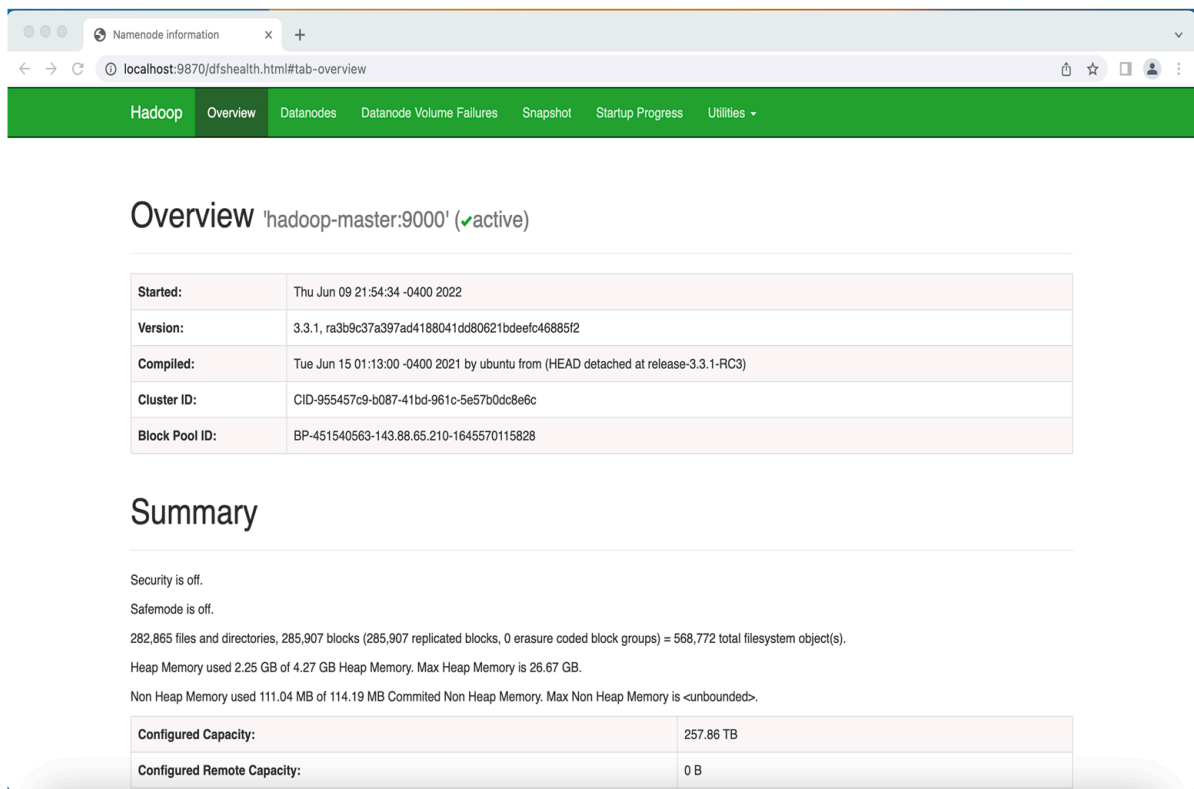 Namenode information
localhost:9870/dfshealth.html#tab-overview
Hadoop Overview Datanodes Datanode Volume Failures Snapshot Startup Progress Utilities
Overview 'hadoop-master:9000' (✔active)
Started: Thu Jun 09 21:54:34 -0400 2022
Version: 3.3.1, ra3b9c37a397ad4188041dd80621bdeefc46885f2
Compiled: Tue Jun 15 01:13:00 -0400 2021 by ubuntu from (HEAD detached at release-3.3.1-RC3)
Cluster ID: CID-955457c9-b087-41bd-961c-5e57b0dc8e6c
Block Pool ID: BP-451540563-143.88.65.210-1645570115828
Summary
Security is off.
Safemode is off.
282,865 files and directories, 285,907 blocks (285,907 replicated blocks, 0 erasure coded block groups) = 568,772 total filesystem object(s).
Heap Memory used 2.25 GB of 4.27 GB Heap Memory. Max Heap Memory is 26.67 GB.
Non Heap Memory used 111.04 MB of 114.19 MB Commited Non Heap Memory. Max Non Heap Memory is <unbounded>.
Configured Capacity: 257.86 TB
Configured Remote Capacity: 0 B